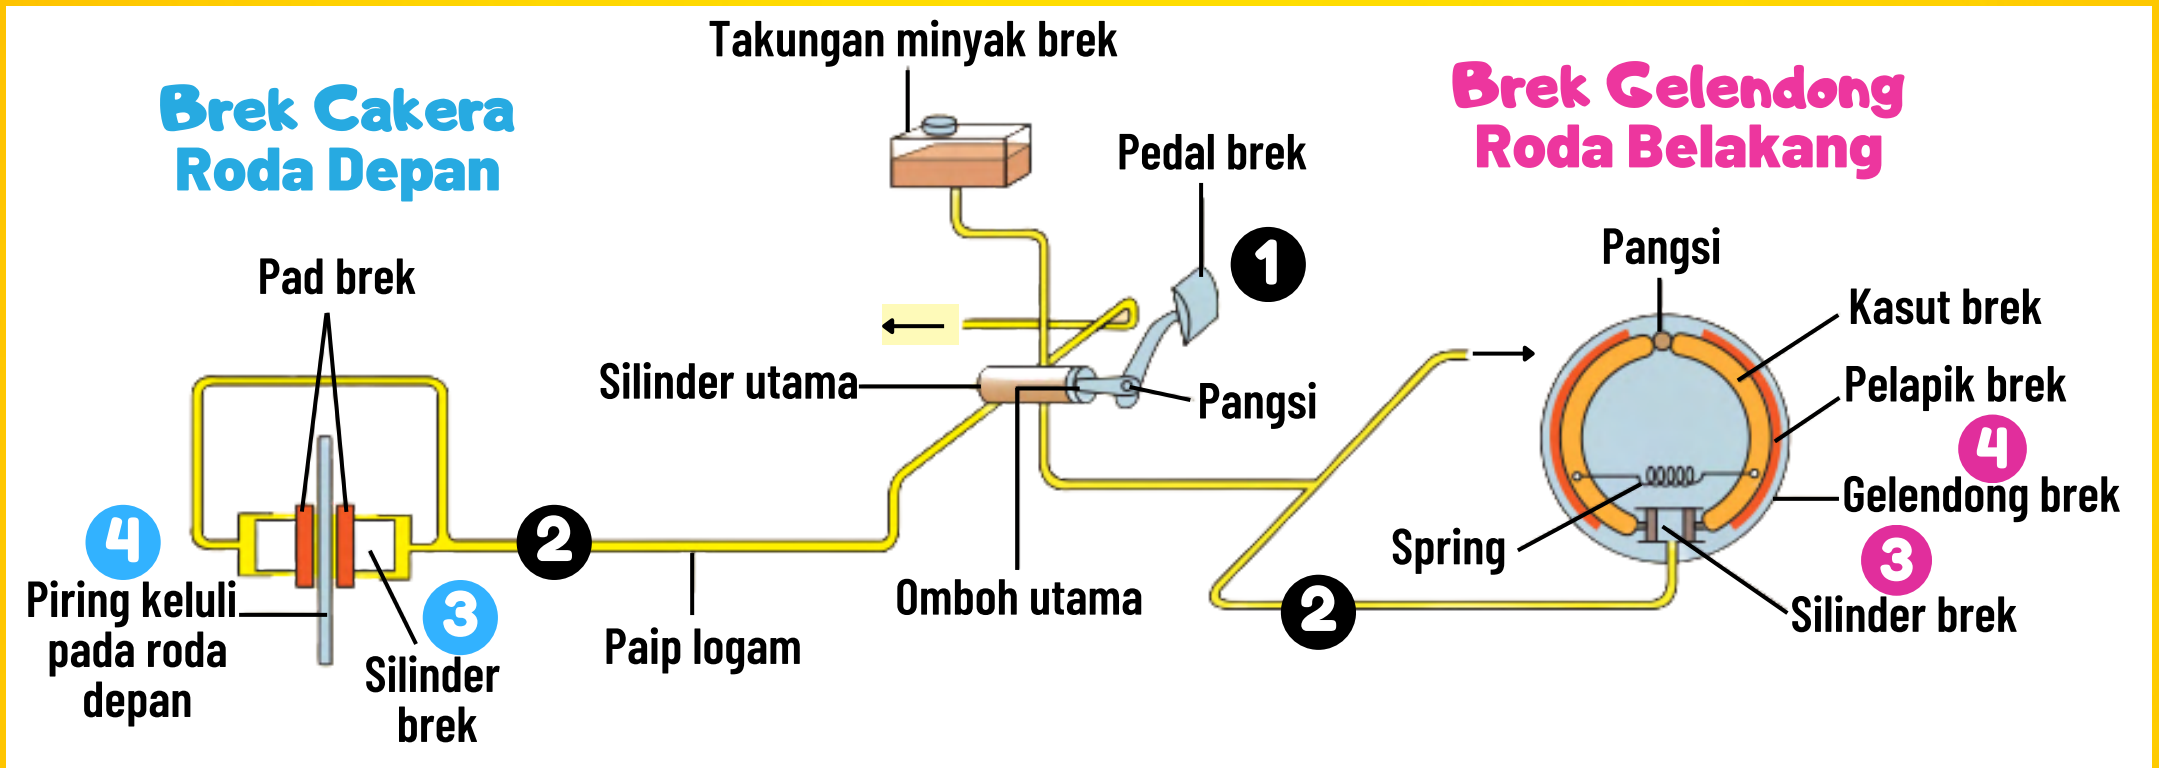 Takungan minyak brek
Brek Cakera
Roda Depan
Brek Gelendong
Roda Belakang
Pedal brek
1
Pad brek
Pangsi
Kasut brek
Silinder utama
Pangsi
Pelapik brek
4
Gelendong brek
4
2
Spring
3
Piring keluli
pada roda
depan
3
Silinder
brek
Paip logam
Omboh utama
2
Silinder brek